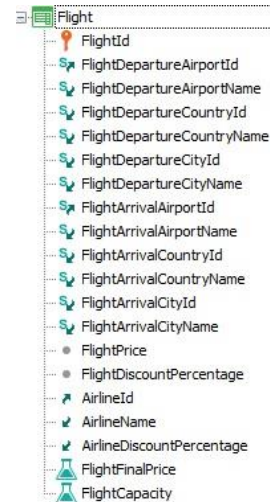 Flight
FlightId
FlightDepartureAirportId
FlightDepartureAirportName
FlightDepartureCountryId
FlightDepartureCountryName
FlightDepartureCityId
FlightDepartureCityName
FlightArrivalAirportId
FlightArrivalAirportName
FlightArrivalCountryId
FlightArrivalCountryName
FlightArrivalCityId
FlightArrivalCityName
FlightPrice
FlightDiscountPercentage
AirlineId
AirlineName
AirlineDiscountPercentage
FlightFinalPrice
FlightCapacity